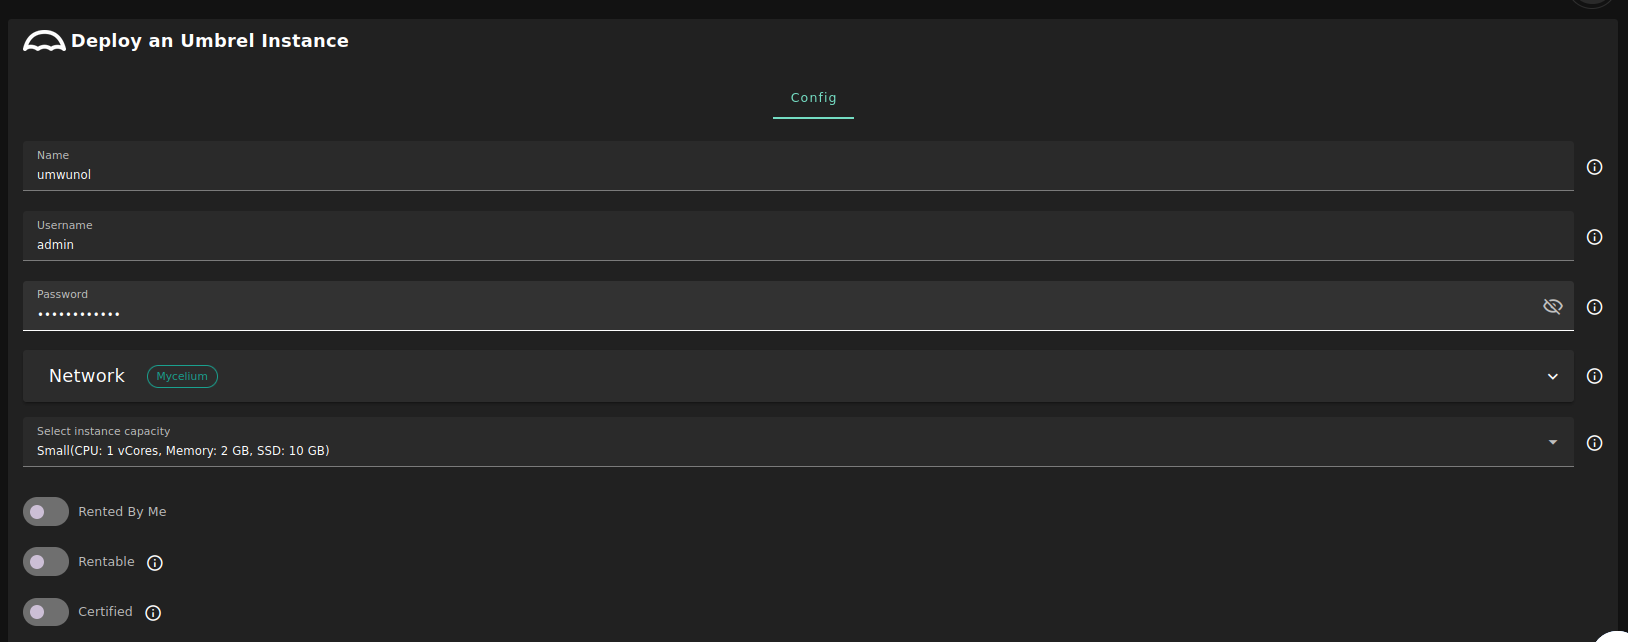 Deploy an Umbrel Instance
Config
Name
umwunol
Username
admin
Password
••••••••••••
Network Mycelium
Select instance capacity
Small(CPU: 1 vCores, Memory: 2 GB, SSD: 10 GB)
Rented By Me
Rentable
Certified